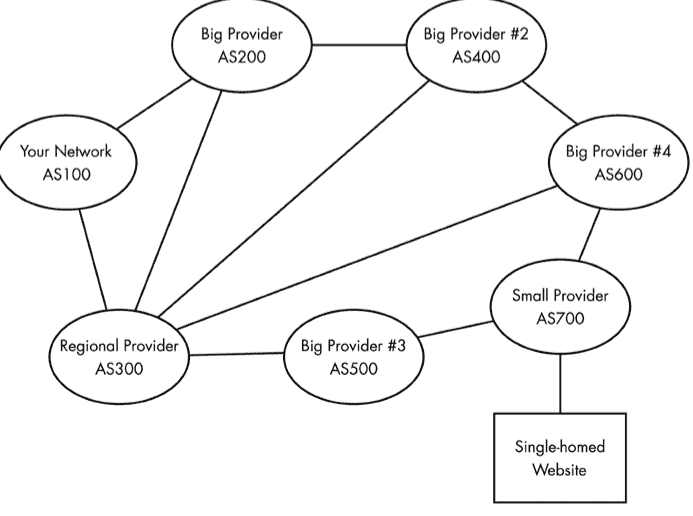 Big Provider
AS200
Big Provider #2
AS400
Your Network
AS100
Big Provider #4
AS600
Small Provider
AS700
Regional Provider
AS300
Big Provider #3
AS500
Single-homed
Website